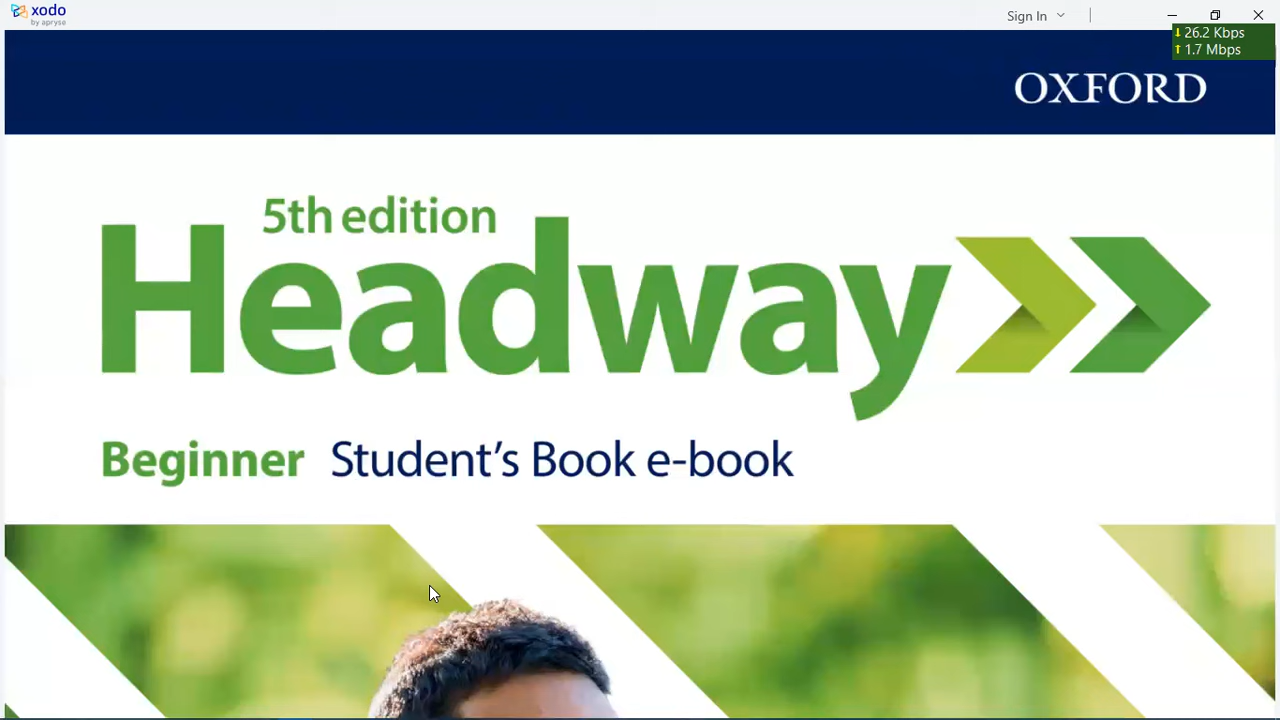 xodo
by apryse
Sign In
↓ 26.2 Kbps
↑ 1.7 Mbps
OXFORD
5th edition
Headway
Beginner Student's Book e-book